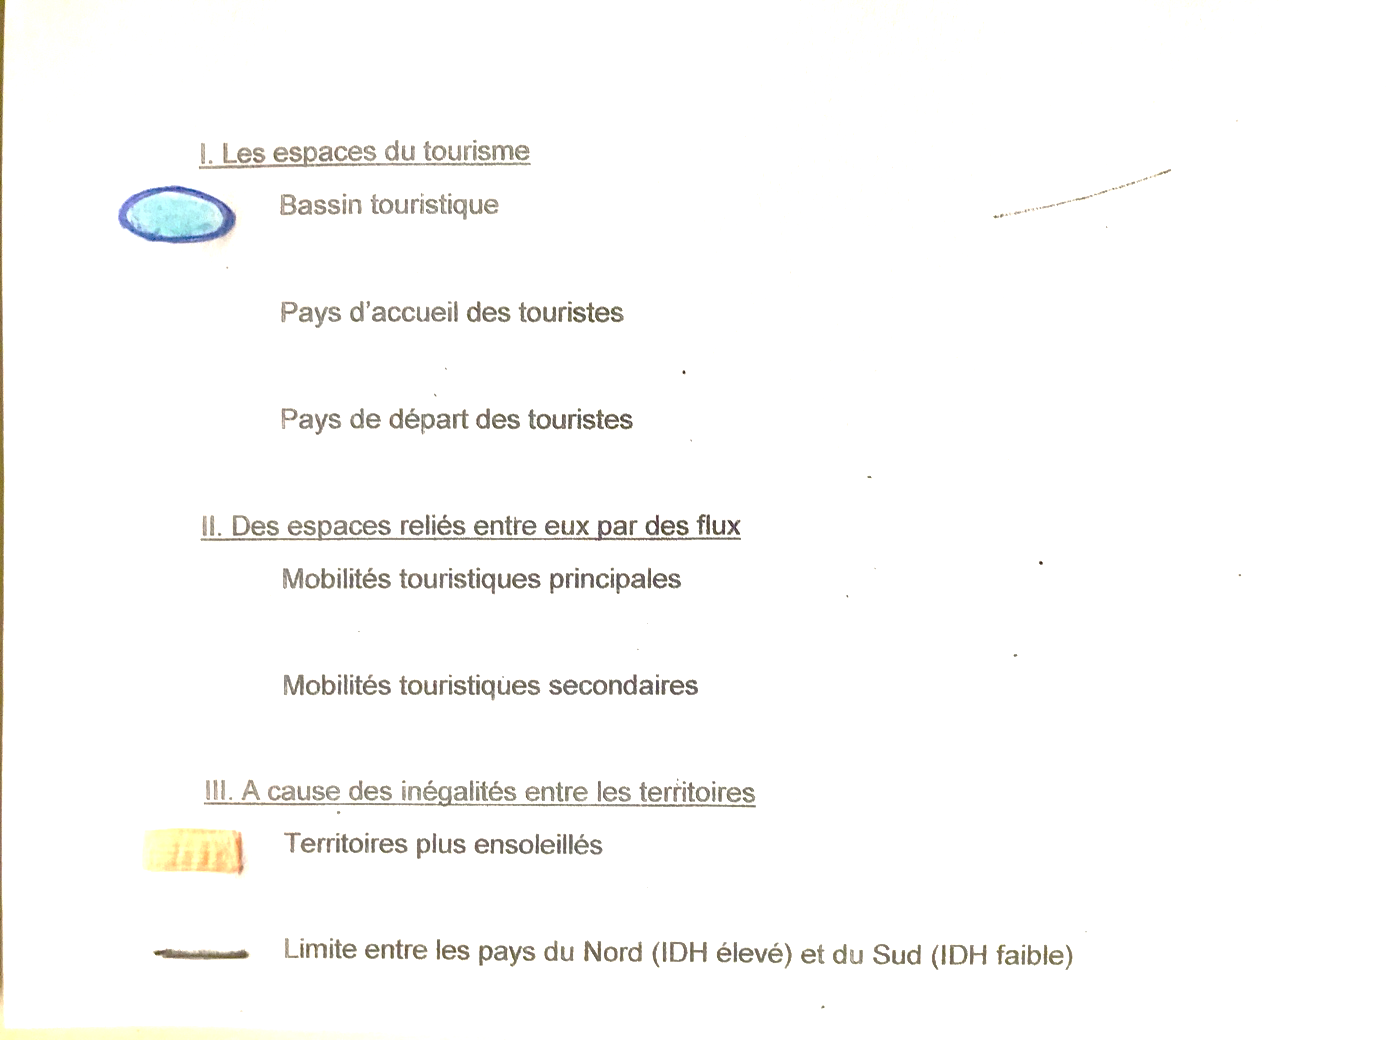 I. Les espaces du tourisme
Bassin touristique
Pays d'accueil des touristes
Pays de départ des touristes
II. Des espaces reliés entre eux par des flux
Mobilités touristiques principales
Mobilités touristiques secondaires
III. A cause des inégalités entre les territoires
Territoires plus ensoleillés
Limite entre les pays du Nord (IDH élevé) et du Sud (IDH faible)